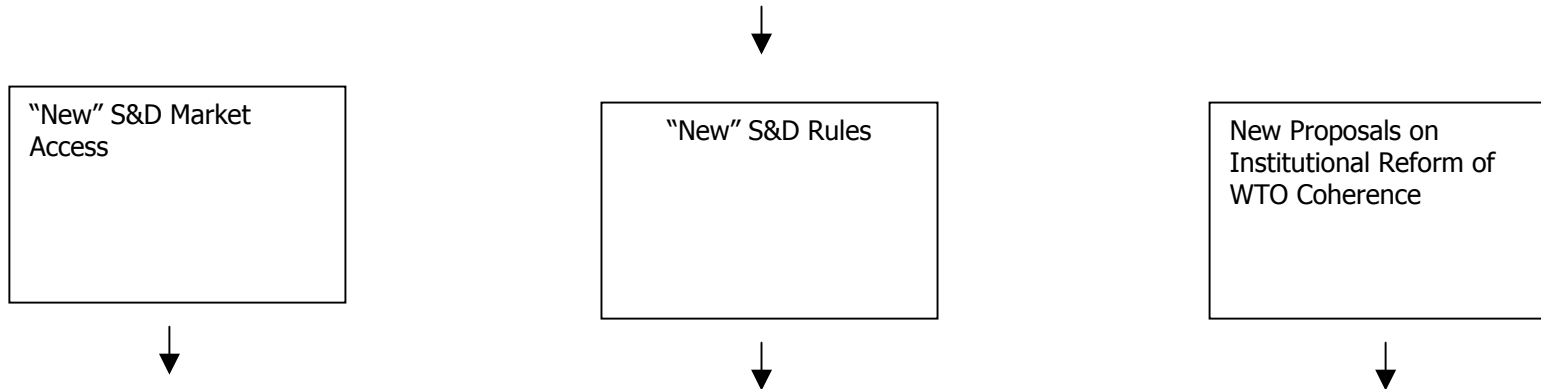 “New” S&D Market
Access
“New” S&D Rules
New Proposals on
Institutional Reform of
WTO Coherence